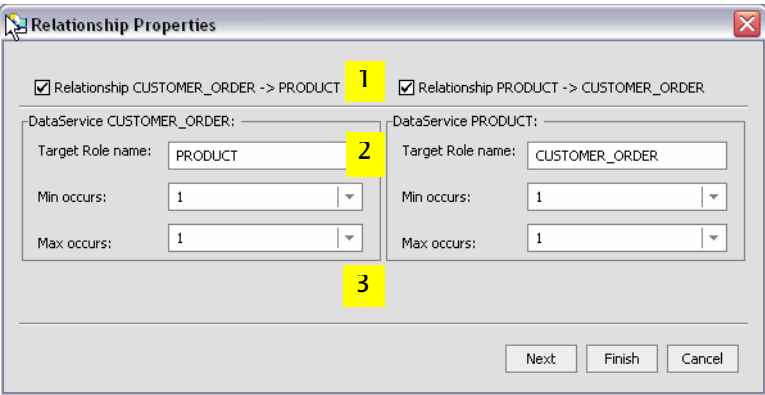 Relationship Properties
Relationship CUSTOMER_ORDER -> PRODUCT 1 Relationship PRODUCT -> CUSTOMER_ORDER
DataService CUSTOMER_ORDER: DataService PRODUCT:
Target Role name: PRODUCT 2 Target Role name: CUSTOMER_ORDER
Min occurs: 1 Min occurs: 1
Max occurs: 1 Max occurs: 1
3
Next Finish Cancel